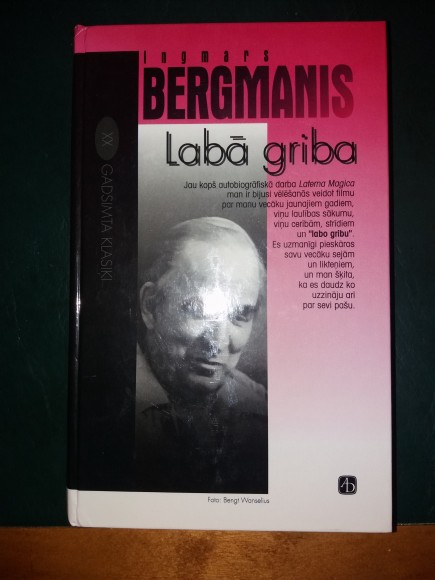 Ingmars
BERGMANIS
Labā griba
Jau kopš autobiogrāfiskā darba Laterna Magica
man ir bijusi vēlēšanās veidot filmu
par manu vecāku jaunajiem gadiem,
viņu laulības sākumu,
viņu cerībām, strīdiem
un "labo gribu".
Es uzmanīgi pieskāros
savu vecāku sejām
un likteņiem,
un man šķita,
ka es daudz ko
uzzināju arī
par sevi pašu.
XX GADSIMTA KLASIĶI
Foto: Bengt Wanselius